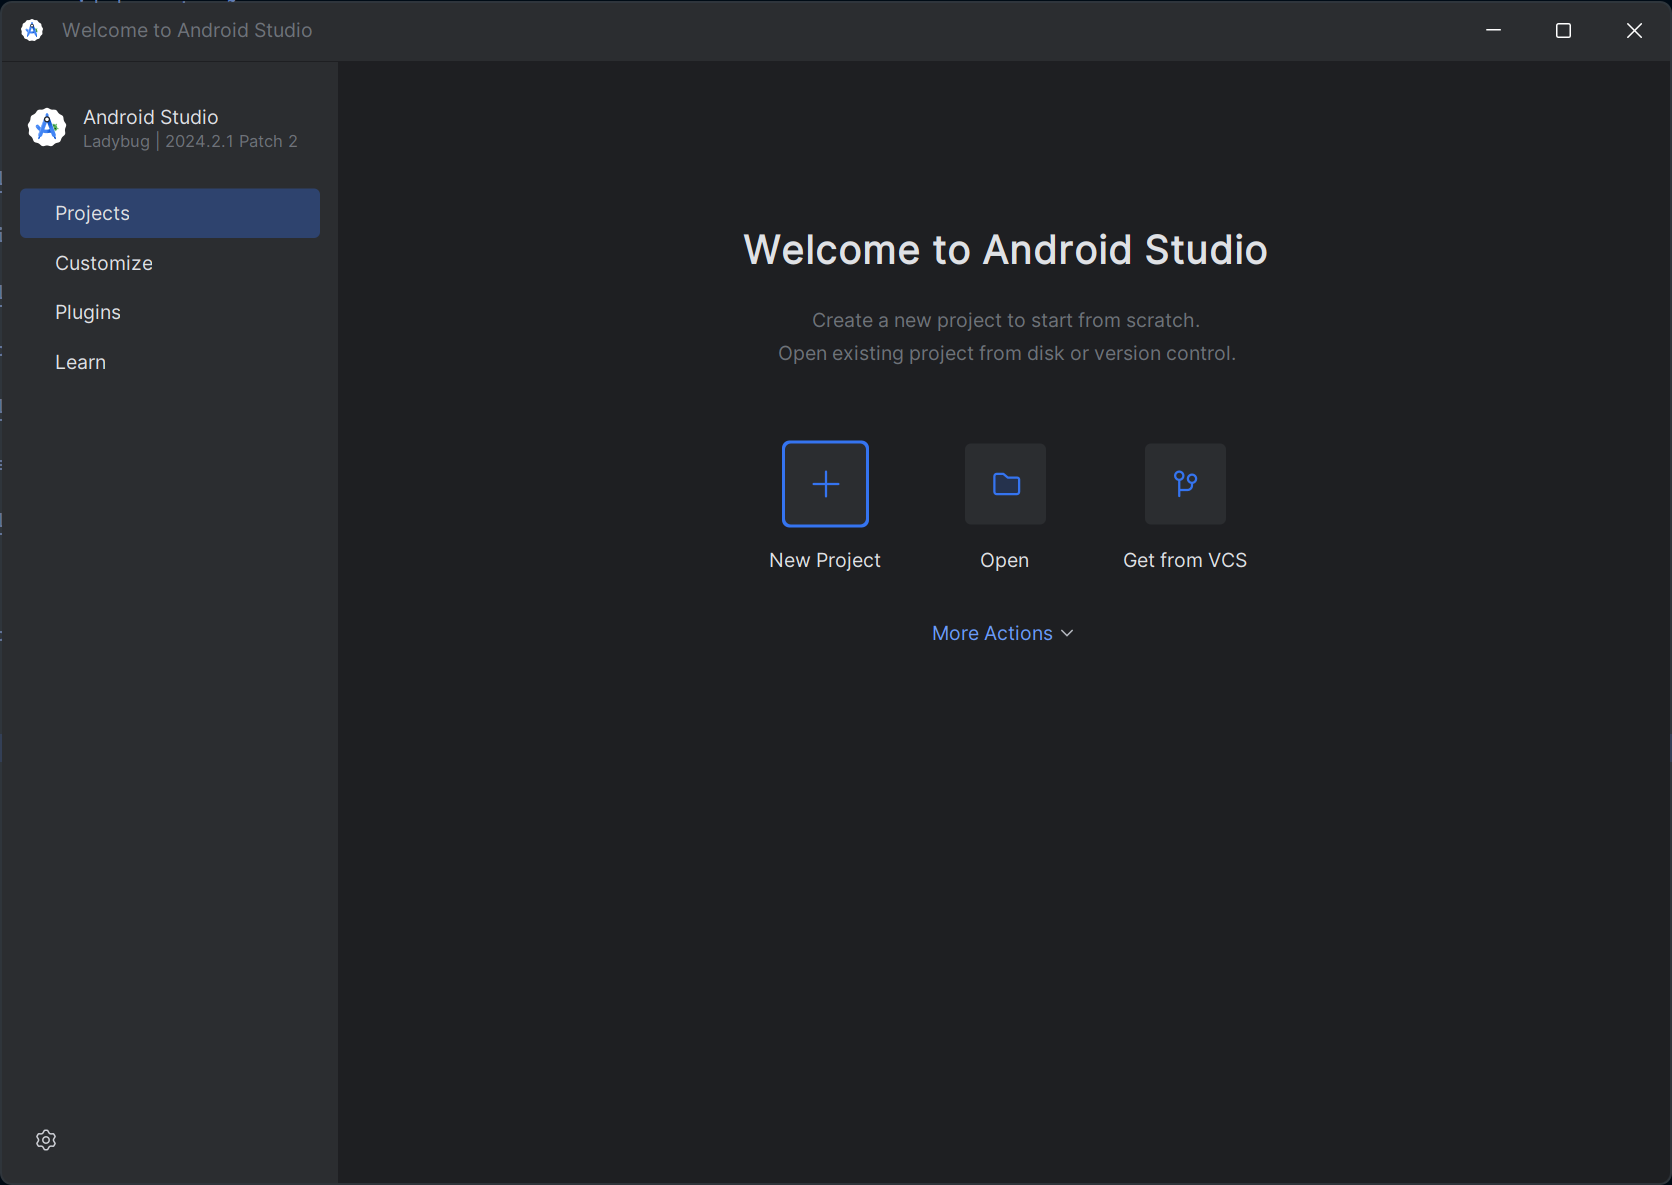 Welcome to Android Studio
Android Studio
Ladybug | 2024.2.1 Patch 2
Projects
Customize
Plugins
Learn
Welcome to Android Studio
Create a new project to start from scratch.
Open existing project from disk or version control.
New Project
Open
Get from VCS
More Actions